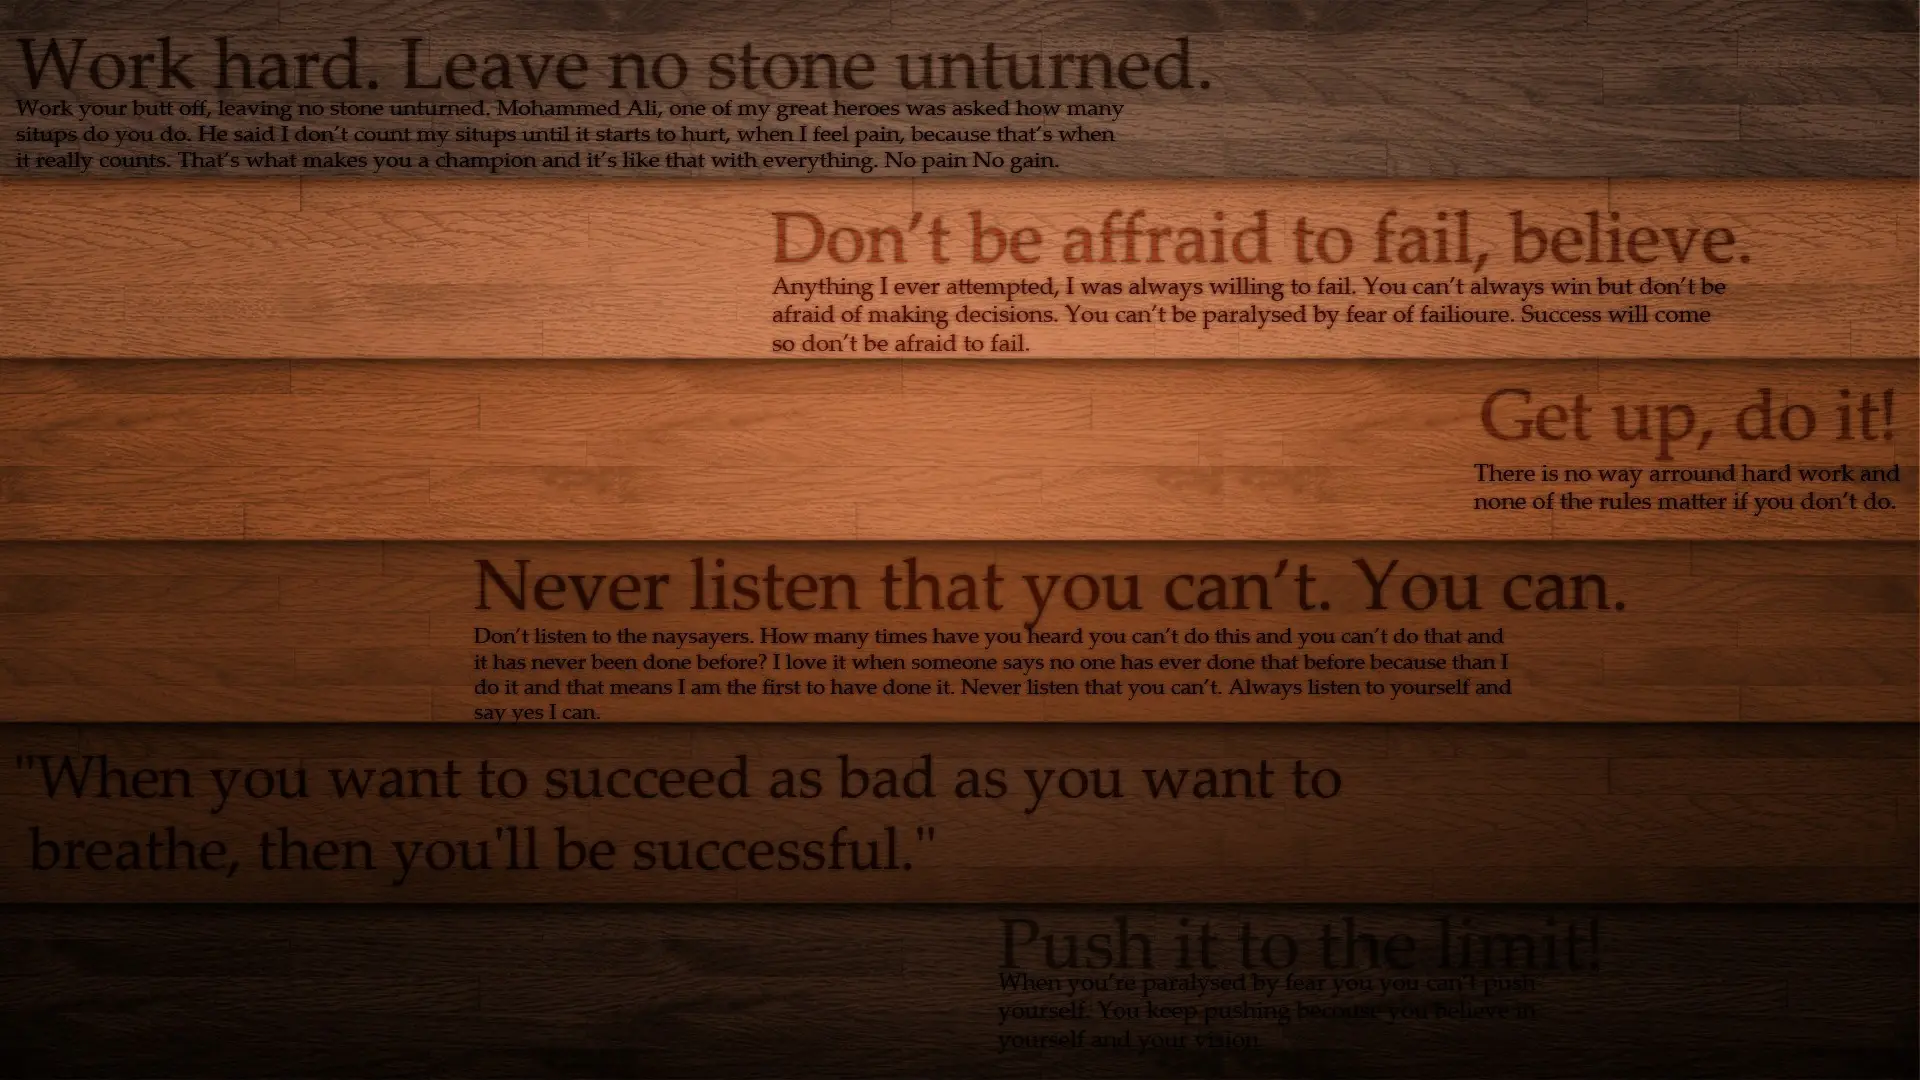 Work hard. Leave no stone unturned.
Work your butt off, leaving no stone unturned. Mohammed Ali, one of my great heroes was asked how many
situps do you do. He said I don't count my situps until it starts to hurt, when I feel pain, because that's when
it really counts. That's what makes you a champion and it's like that with everything. No pain No gain.
Don't be affraid to fail, believe.
Anything I ever attempted, I was always willing to fail. You can't always win but don't be
afraid of making decisions. You can't be paralysed by fear of failioure. Success will come
so don't be afraid to fail.
Get up, do it!
There is no way arround hard work and
none of the rules matter if you don't do.
Never listen that you can't. You can.
Don't listen to the naysayers. How many times have you heard you can't do this and you can't do that and
it has never been done before? I love it when someone says no one has ever done that before because than I
do it and that means I am the first to have done it. Never listen that you can't. Always listen to yourself and
say yes I can.
"When you want to succeed as bad as you want to
breathe, then you'll be successful."
Push it to the limit!
When you're paralysed by fear you you can't push
yourself. You keep pushing becouse you believe in
yourself and your vision.